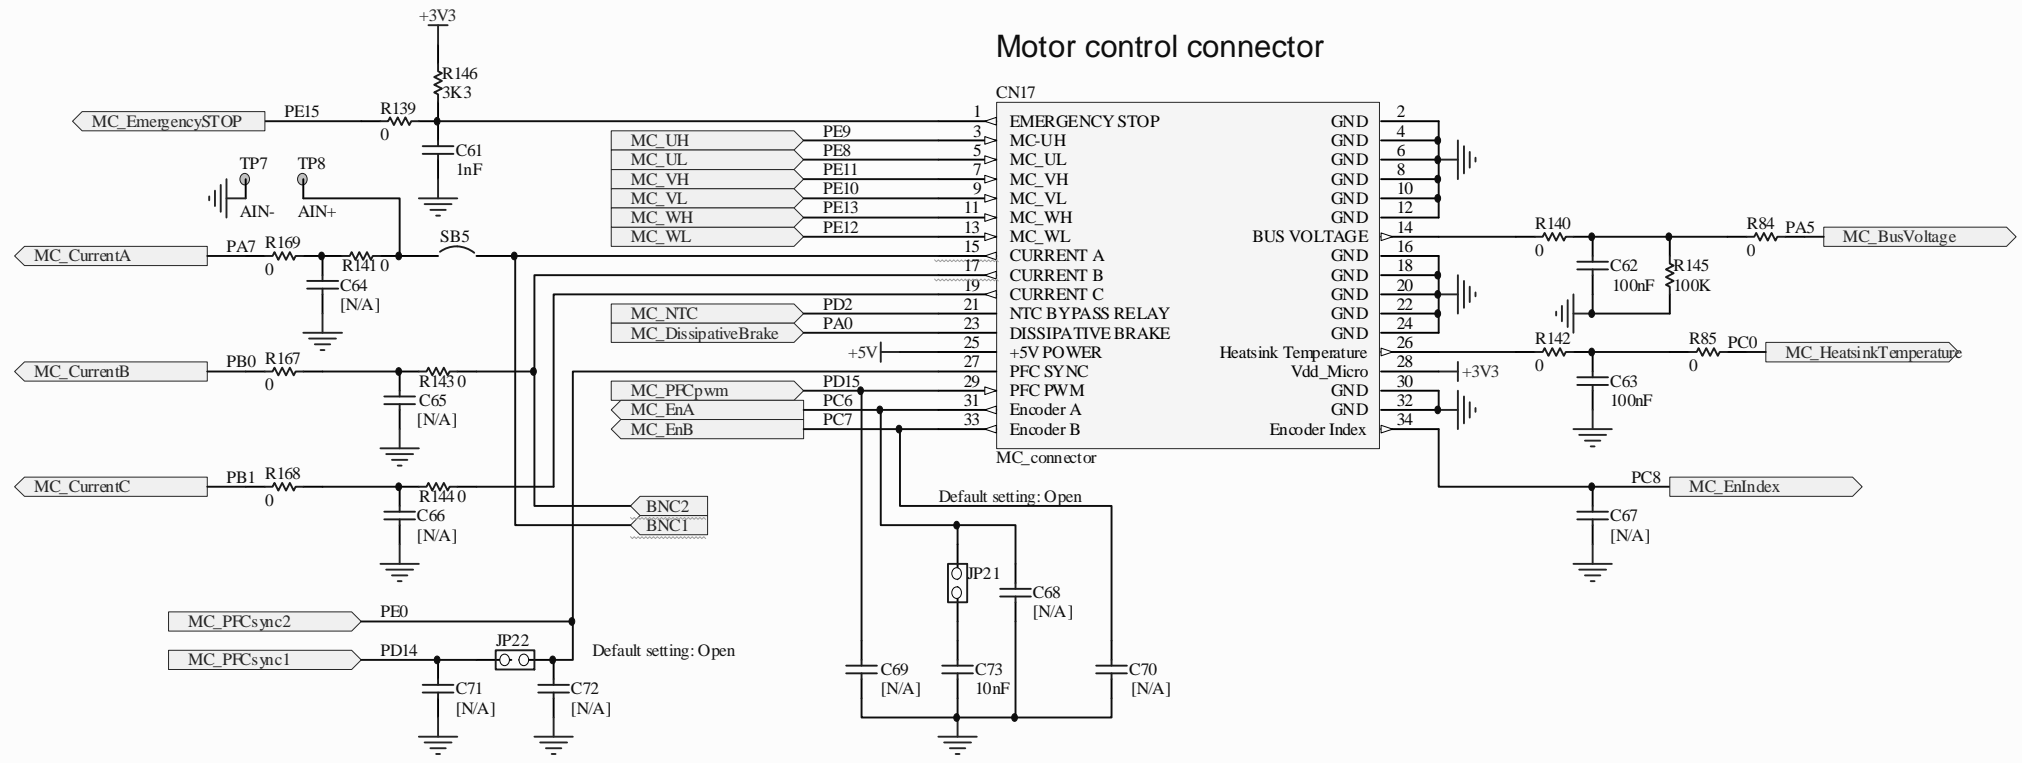 Motor control connector
+3V3
R146
3K3
CN17
MC_EmergencySTOP PE15 R139
0
C61
1nF
TP7 TP8
AIN- AIN+
SB5
MC_CurrentA PA7 R169
0
R141 0
C64
[N/A]
MC_CurrentB PB0 R167
0
R143 0
C65
[N/A]
MC_CurrentC PB1 R168
0
R144 0
C66
[N/A]
MC_UH PE9
MC_UL PE8
MC_VH PE11
MC_VL PE10
MC_WH PE13
MC_WL PE12
MC_NTC PD2
MC_DissipativeBrake PA0
+5V
MC_PFCpwm PD15
MC_EnA PC6
MC_EnB PC7
1 EMERGENCY STOP GND 2
3 MC-UH GND 4
5 MC_UL GND 6
7 MC_VH GND 8
9 MC_VL GND 10
11 MC_WH GND 12
13 MC_WL BUS VOLTAGE 14
15 CURRENT A GND 16
17 CURRENT B GND 18
19 CURRENT C GND 20
21 NTC BYPASS RELAY GND 22
23 DISSIPATIVE BRAKE GND 24
25 +5V POWER Heatsink Temperature 26
27 PFC SYNC Vdd_Micro 28
29 PFC PWM GND 30
31 Encoder A GND 32
33 Encoder B Encoder Index 34
MC_connector
R140
0
R84
0
PA5 MC_BusVoltage
C62
100nF
R145
100K
R142
0
R85
0
PC0 MC_HeatsinkTemperature
+3V3
C63
100nF
PC8 MC_EnIndex
C67
[N/A]
BNC2
BNC1
Default setting: Open
JP21
C68
[N/A]
C69
[N/A]
C73
10nF
C70
[N/A]
MC_PFCsync2 PE0
MC_PFCsync1 PD14
JP22
Default setting: Open
C71
[N/A]
C72
[N/A]